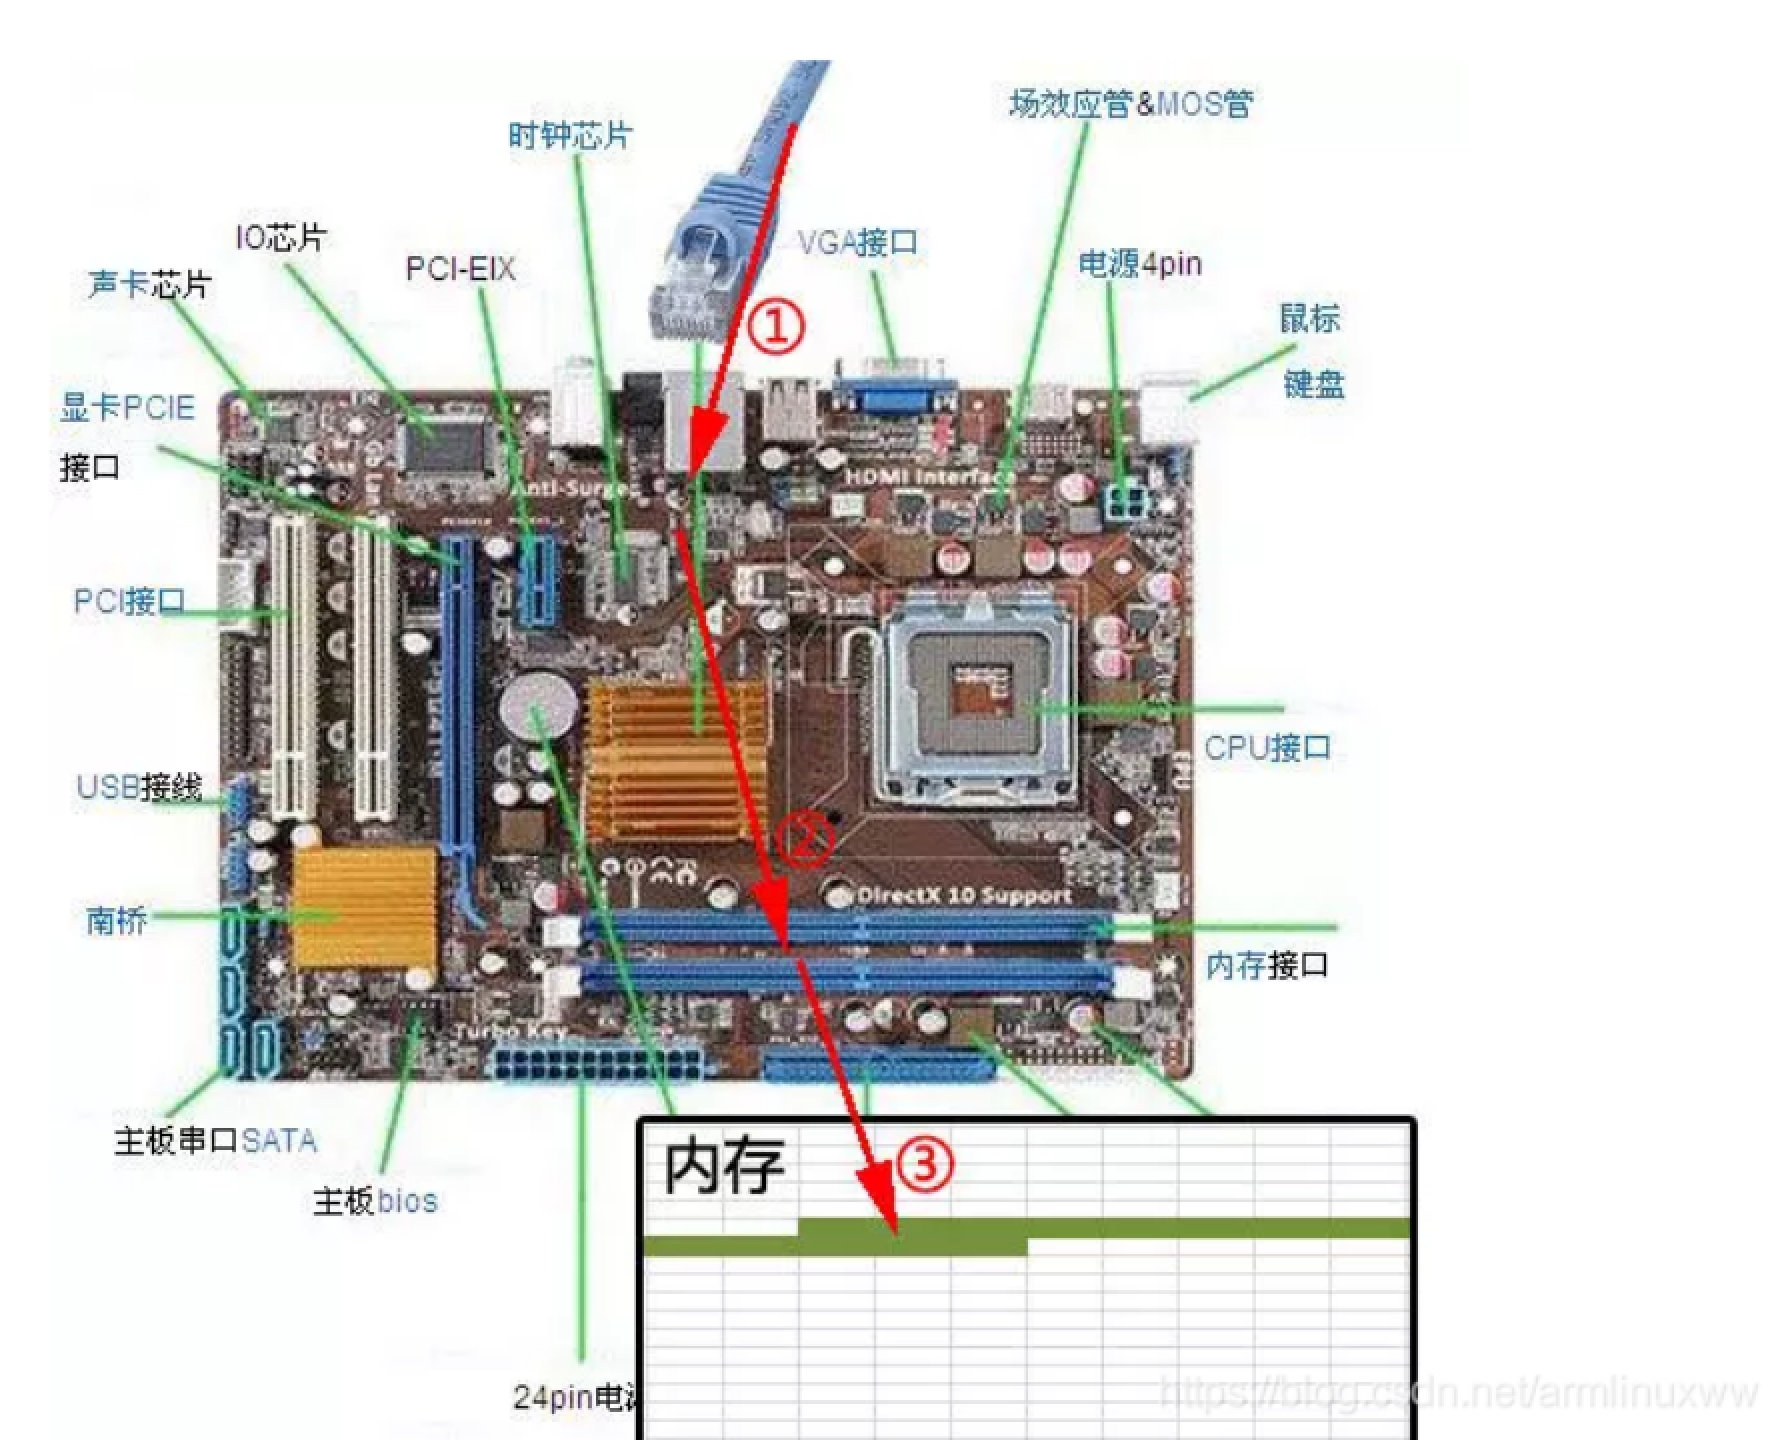 场效应管&MOS管
时钟芯片
IO芯片
VGA接口
PCI-EIX
电源4pin
声卡芯片
鼠标
键盘
①
显卡PCIE
接口
HDMI Interface
Anti-Surge
PCI接口
CPU接口
USB接线
②
DirectX 10 Support
南桥
内存接口
Turbo Key
主板串口SATA
主板bios
内存
③
24pin电
https://blog.csdn.net/armlinuxww